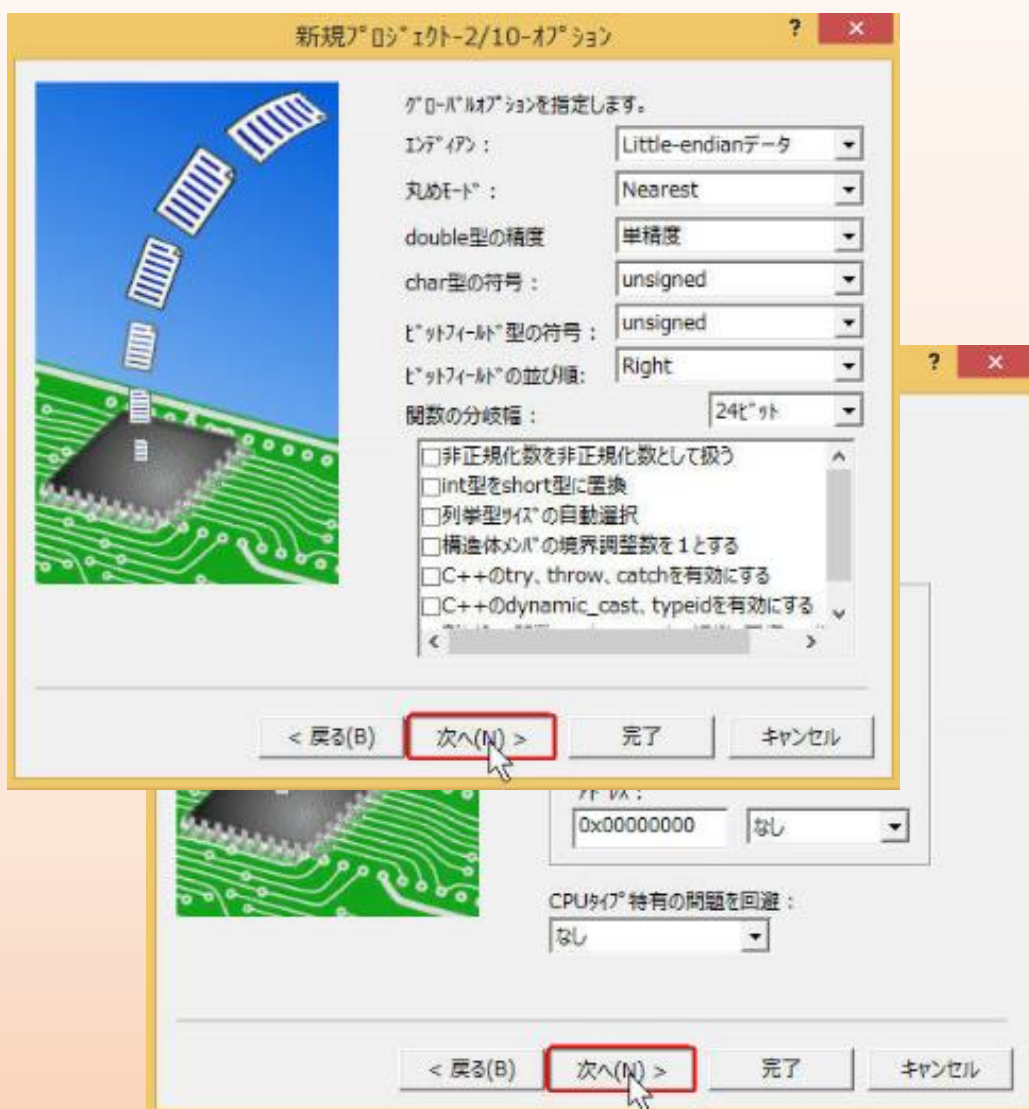 新規プロジェクト-2/10-オプション
?
×
グローバルオプションを指定します。
エンディアン :
Little-endianデータ
丸めモード :
Nearest
double型の精度
単精度
char型の符号 :
unsigned
ビットフィールド型の符号 :
unsigned
ビットフィールドの並び順:
Right
関数の分岐幅 :
24ビット
非正規化数を非正規化数として扱う
int型をshort型に置換
列挙型サイズの自動選択
構造体メンバの境界調整数を1とする
C++のtry、throw、catchを有効にする
C++のdynamic_cast、typeidを有効にする
< 戻る(B)
次へ(N) >
完了
キャンセル
?
×
0x00000000
なし
CPUタイプ特有の問題を回避 :
なし
< 戻る(B)
次へ(N) >
完了
キャンセル